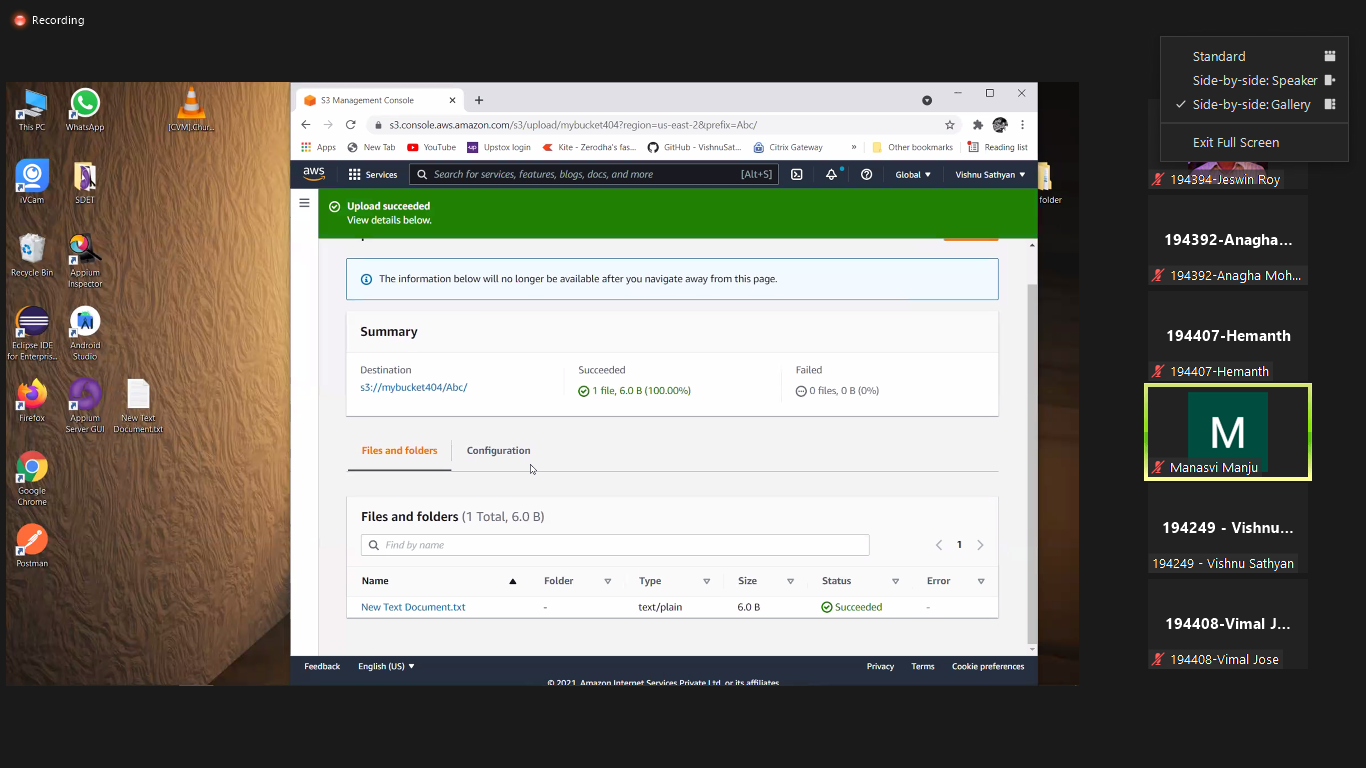 Recording
Standard
Side-by-side: Speaker
Side-by-side: Gallery
Exit Full Screen
This PC
WhatsApp
[CVM].Chur...
iVCam
SDET
Recycle Bin
Appium
Inspector
Eclipse IDE
for Enterpris...
Android
Studio
Firefox
Appium
Server GUI
New Text
Document.txt
Google
Chrome
Postman
S3 Management Console
s3.console.aws.amazon.com/s3/upload/mybucket404?region=us-east-2&prefix=Abc/
Apps
New Tab
YouTube
Upstox login
Kite - Zerodha's fas...
GitHub - VishnuSat...
Citrix Gateway
»
Other bookmarks
Reading list
aws
Services
Search for services, features, blogs, docs, and more
[Alt+S]
Global
Vishnu Sathyan
folder
Upload succeeded
View details below.
The information below will no longer be available after you navigate away from this page.
Summary
Destination
Succeeded
Failed
s3://mybucket404/Abc/
1 file, 6.0 B (100.00%)
0 files, 0 B (0%)
Files and folders
Configuration
Files and folders (1 Total, 6.0 B)
Find by name
1
Name
Folder
Type
Size
Status
Error
New Text Document.txt
-
text/plain
6.0 B
Succeeded
-
Feedback
English (US)
Privacy
Terms
Cookie preferences
© 2021, Amazon Internet Services Private Ltd. or its affiliates.
194394-Jeswin Roy
194392-Anagha...
194392-Anagha Moh...
194407-Hemanth
194407-Hemanth
M
Manasvi Manju
194249 - Vishnu...
194249 - Vishnu Sathyan
194408-Vimal J...
194408-Vimal Jose